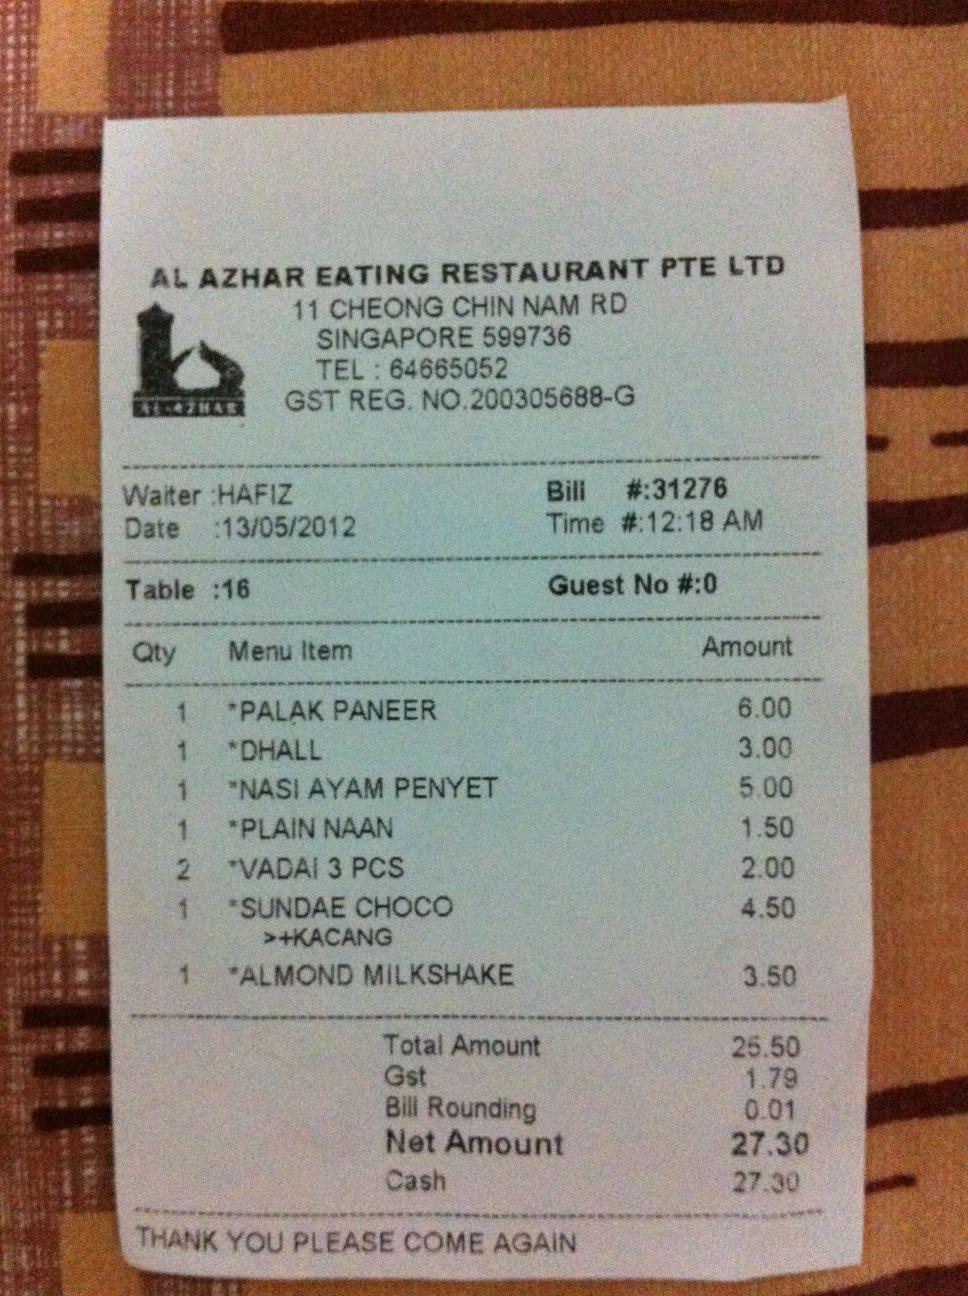 AL AZHAR EATING RESTAURANT PTE LTD
11 CHEONG CHIN NAM RD
SINGAPORE 599736
TEL : 64665052
GST REG. NO.200305688-G
AL-AZHAR
Waiter :HAFIZ Bill #:31276
Date :13/05/2012 Time #:12:18 AM
Table :16 Guest No #:0
Qty Menu Item Amount
1 *PALAK PANEER 6.00
1 *DHALL 3.00
1 *NASI AYAM PENYET 5.00
1 *PLAIN NAAN 1.50
2 *VADAI 3 PCS 2.00
1 *SUNDAE CHOCO 4.50
>+KACANG
1 *ALMOND MILKSHAKE 3.50
Total Amount 25.50
Gst 1.79
Bill Rounding 0.01
Net Amount 27.30
Cash 27.30
THANK YOU PLEASE COME AGAIN